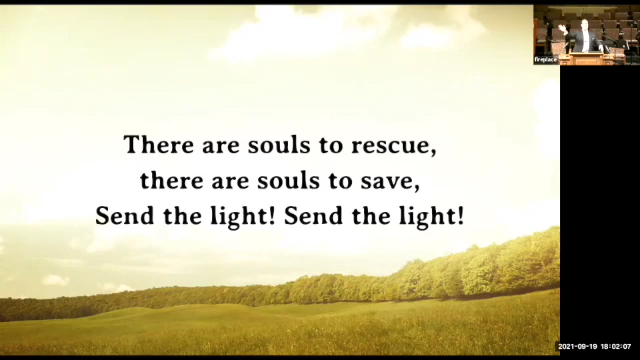 There are souls to rescue,
there are souls to save,
Send the light! Send the light!
fireplace
2021-09-19 18:02:07